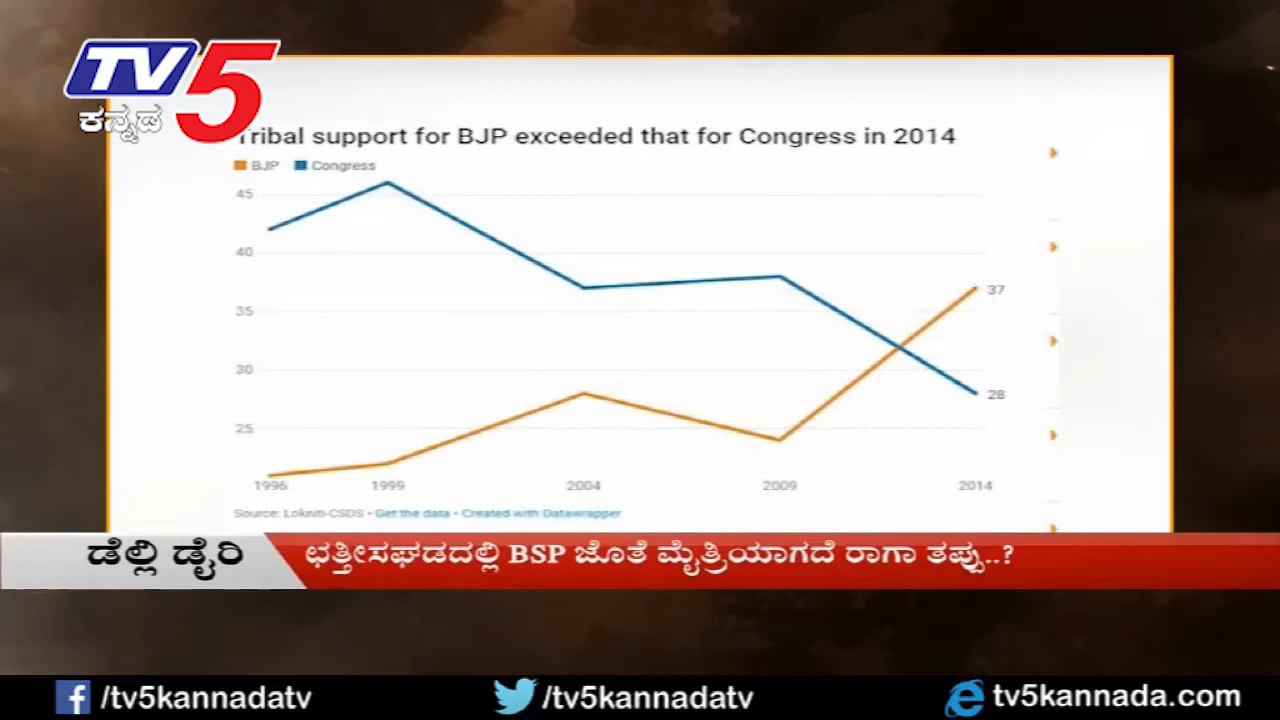 TV5
ಕನ್ನಡ
Tribal support for BJP exceeded that for Congress in 2014
BJP Congress
45
40
35
30
25
37
28
1996 1999 2004 2009 2014
Source: Lokniti-CSDS • Get the data • Created with Datawrapper
ಡೆಲ್ಲಿ ಡೈರಿ
ಛತ್ತೀಸಘಡದಲ್ಲಿ BSP ಜೊತೆ ಮೈತ್ರಿಯಾಗದೆ ರಾಗಾ ತಪ್ಪು..?
/tv5kannadatv /tv5kannadatv tv5kannada.com